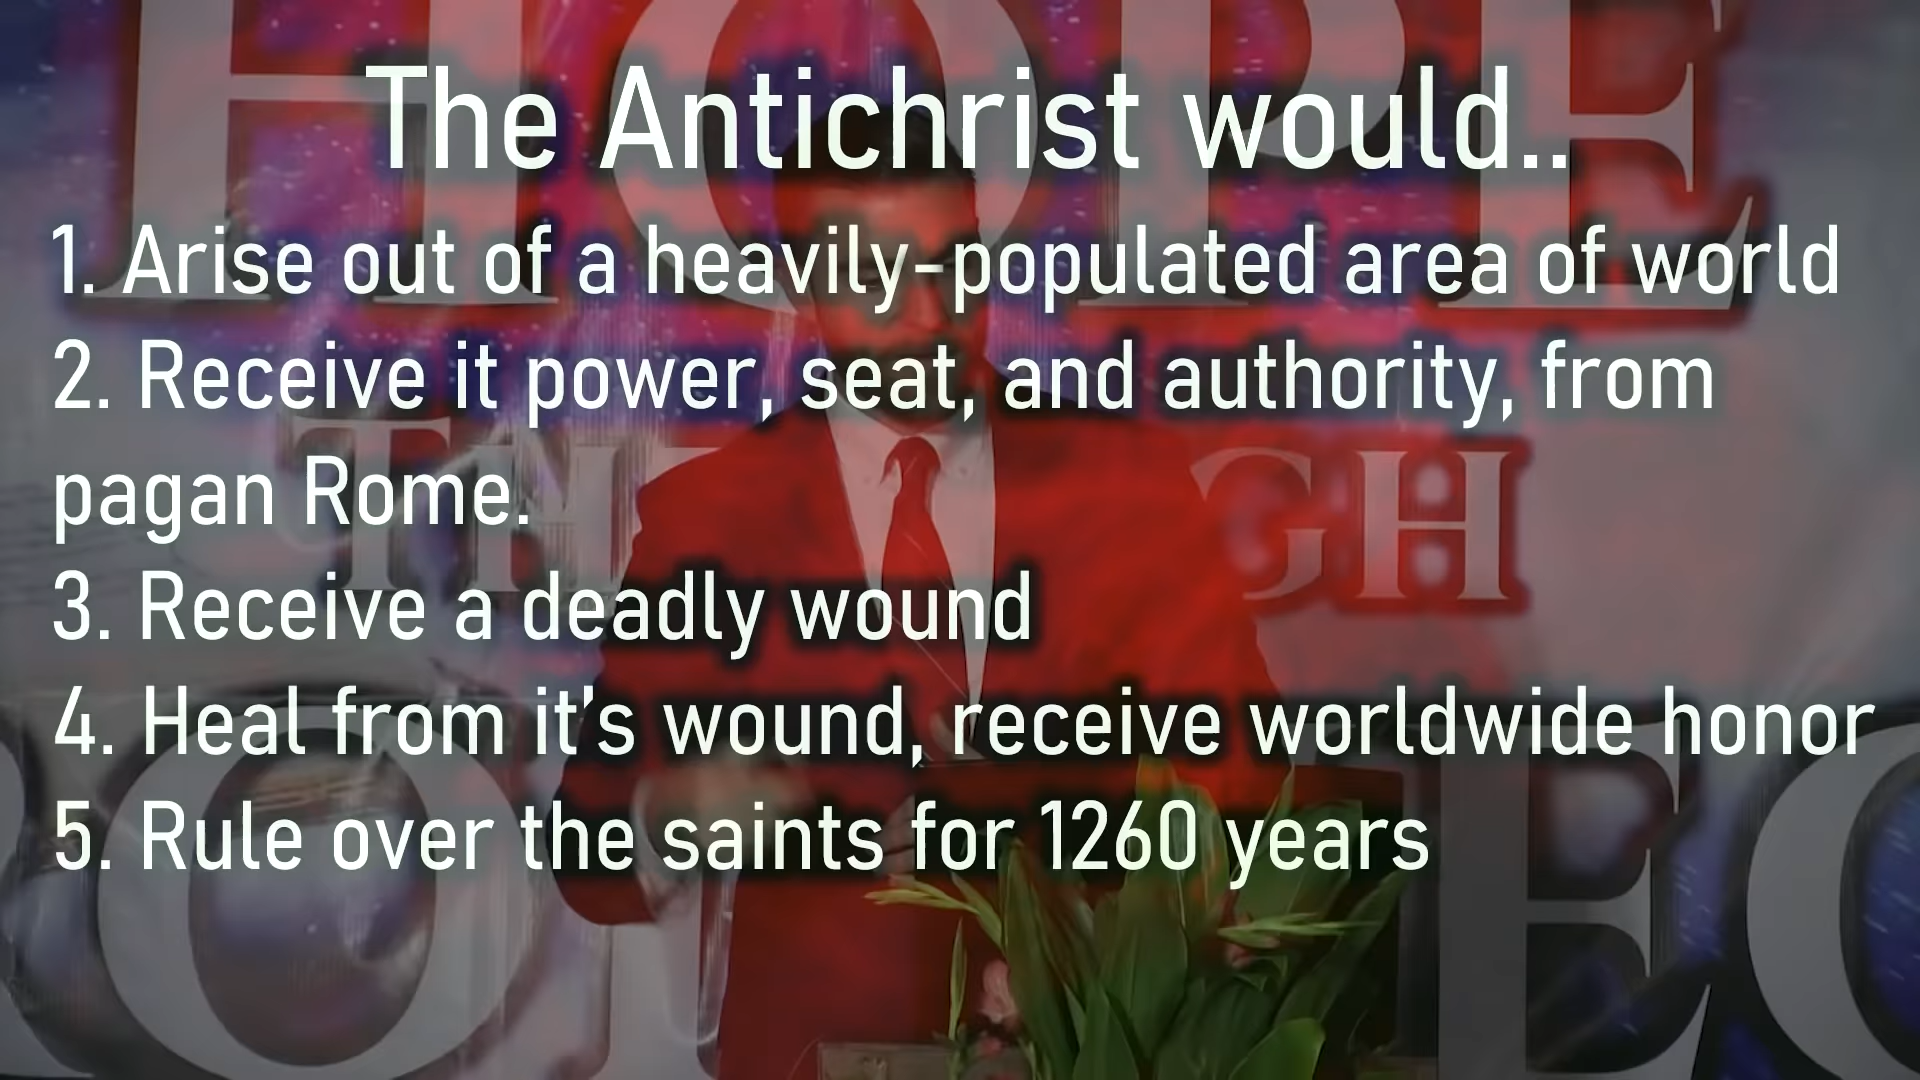 HOPE
The Antichrist would..
1. Arise out of a heavily-populated area of world
2. Receive it power, seat, and authority, from
pagan Rome.
3. Receive a deadly wound
4. Heal from it's wound, receive worldwide honor
5. Rule over the saints for 1260 years